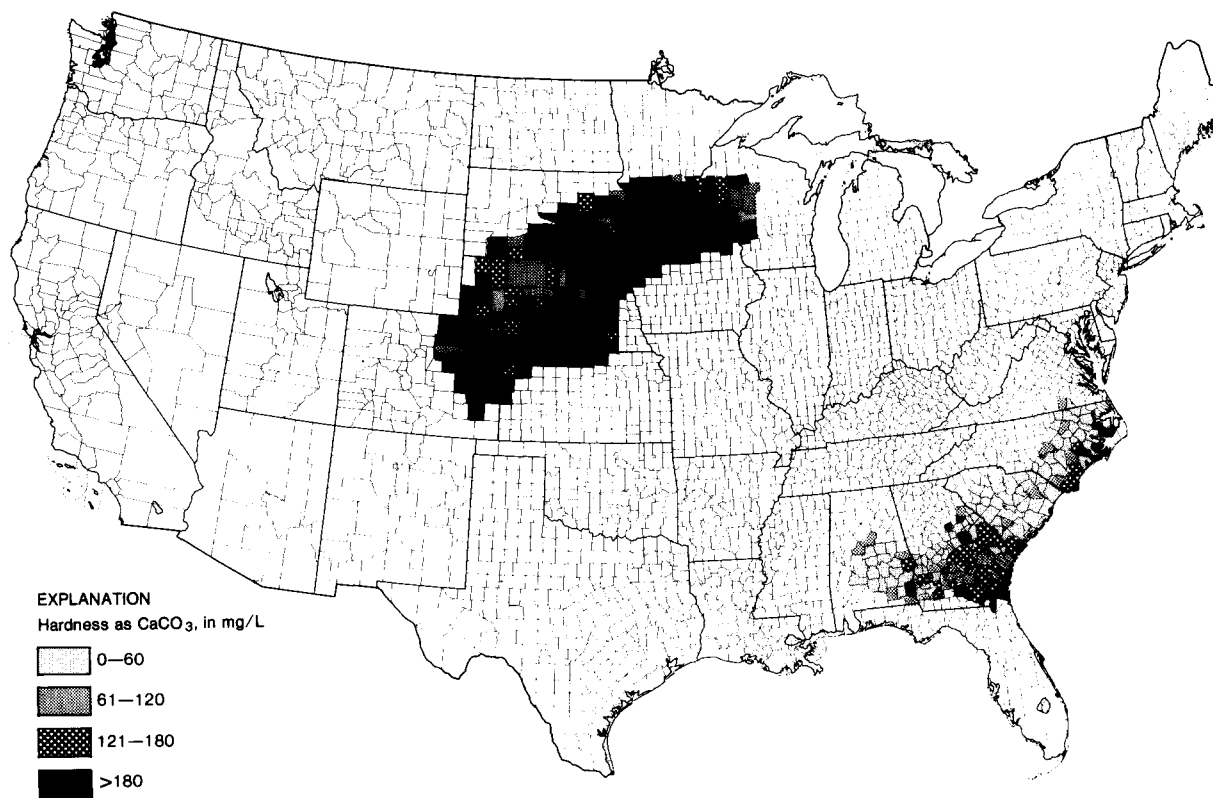 EXPLANATION
Hardness as CaCO₃, in mg/L
0—60
61—120
121—180
>180